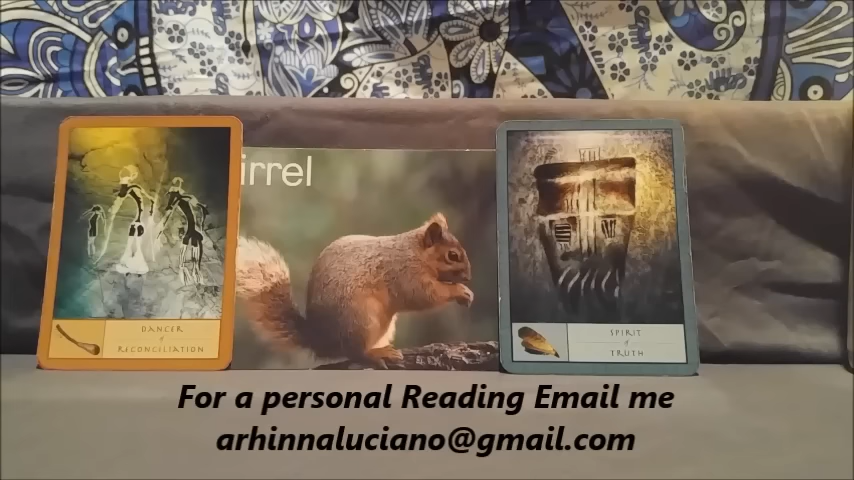 irrel
DANCER
of
RECONCILIATION
SPIRIT
of
TRUTH
For a personal Reading Email me
arhinnaluciano@gmail.com